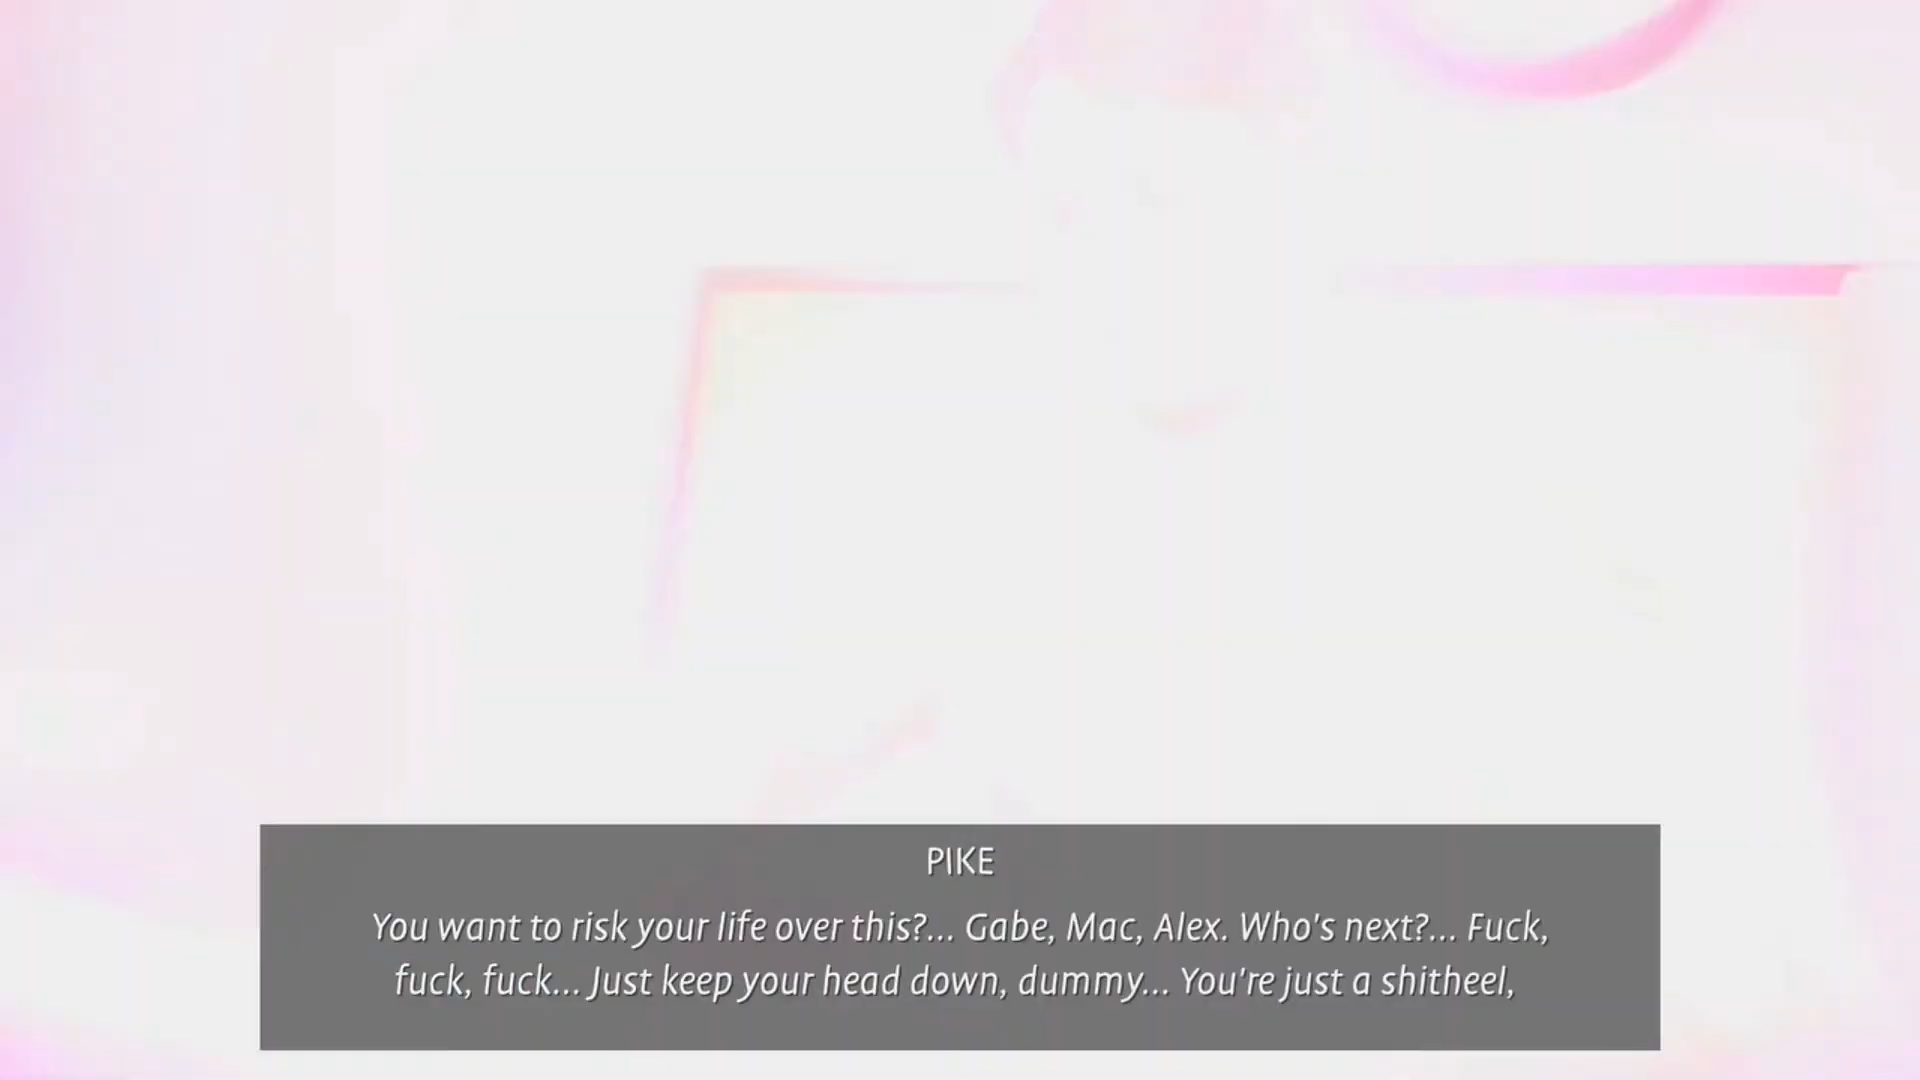 PIKE
You want to risk your life over this?... Gabe, Mac, Alex. Who's next?... Fuck,
fuck, fuck... Just keep your head down, dummy... You're just a shitheel,